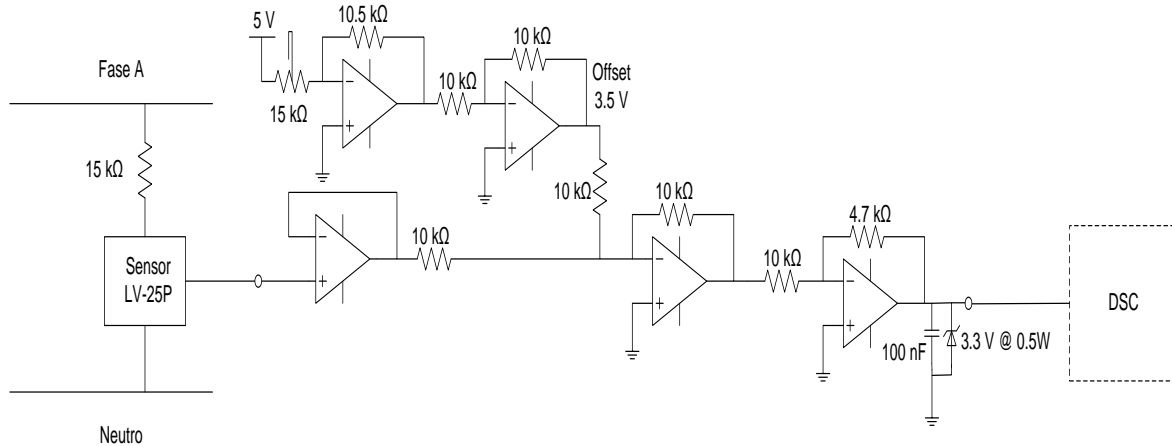 5 V
10.5 kΩ
10 kΩ
Offset
3.5 V
Fase A
15 kΩ
10 kΩ
15 kΩ
10 kΩ
10 kΩ
4.7 kΩ
Sensor
LV-25P
10 kΩ
10 kΩ
DSC
100 nF
3.3 V @ 0.5W
Neutro